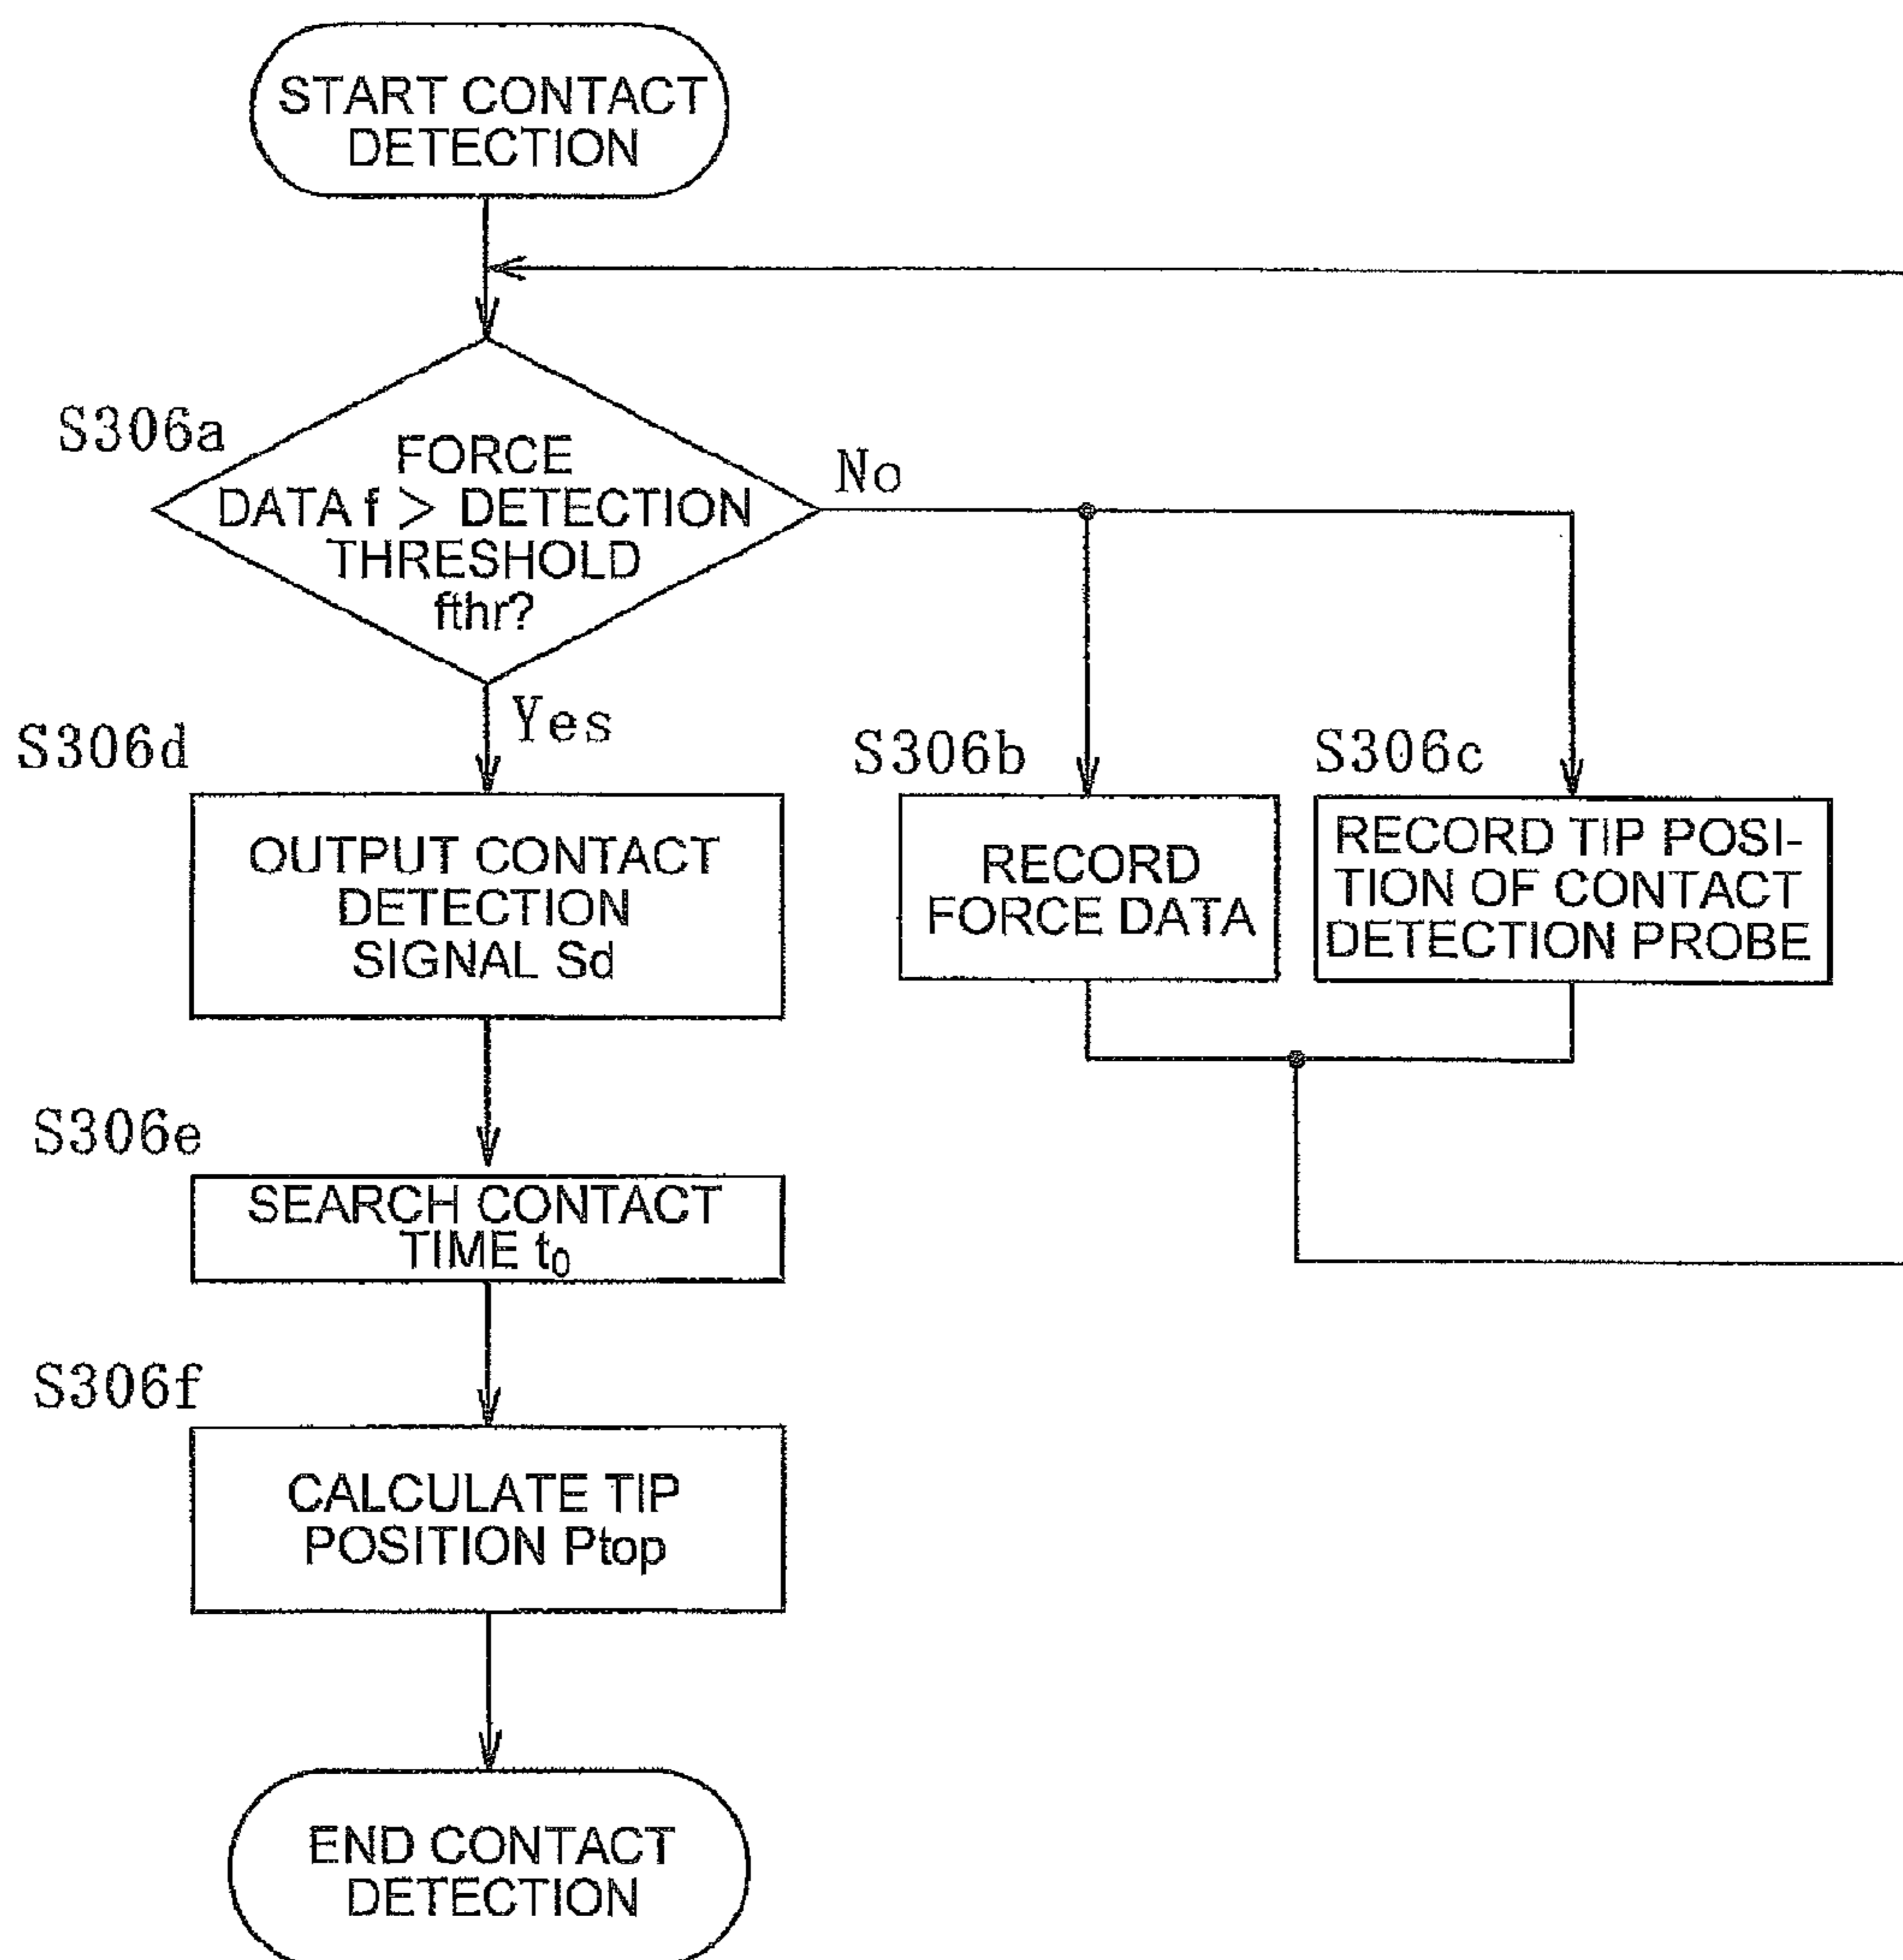 START CONTACT
DETECTION
S306a
FORCE
DATA f > DETECTION
THRESHOLD
fthr?
No
Yes
S306d
OUTPUT CONTACT
DETECTION
SIGNAL Sd
S306b
RECORD
FORCE DATA
S306c
RECORD TIP POSI-
TION OF CONTACT
DETECTION PROBE
S306e
SEARCH CONTACT
TIME t₀
S306f
CALCULATE TIP
POSITION Ptop
END CONTACT
DETECTION